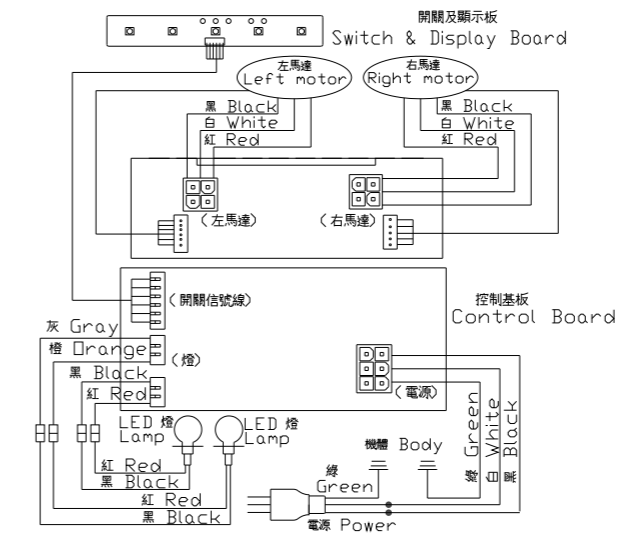 開關及顯示板
Switch & Display Board
左馬達
Left motor
右馬達
Right motor
黑 Black
白 White
紅 Red
黑 Black
白 White
紅 Red
(左馬達)
(右馬達)
(開關信號線)
控制基板
Control Board
灰 Gray
橙 Orange
(燈)
黑 Black
紅 Red
(電源)
LED 燈
Lamp
LED 燈
Lamp
綠 Green
白 White
黑 Black
機體 Body
紅 Red
黑 Black
綠
Green
紅 Red
黑 Black
電源 Power